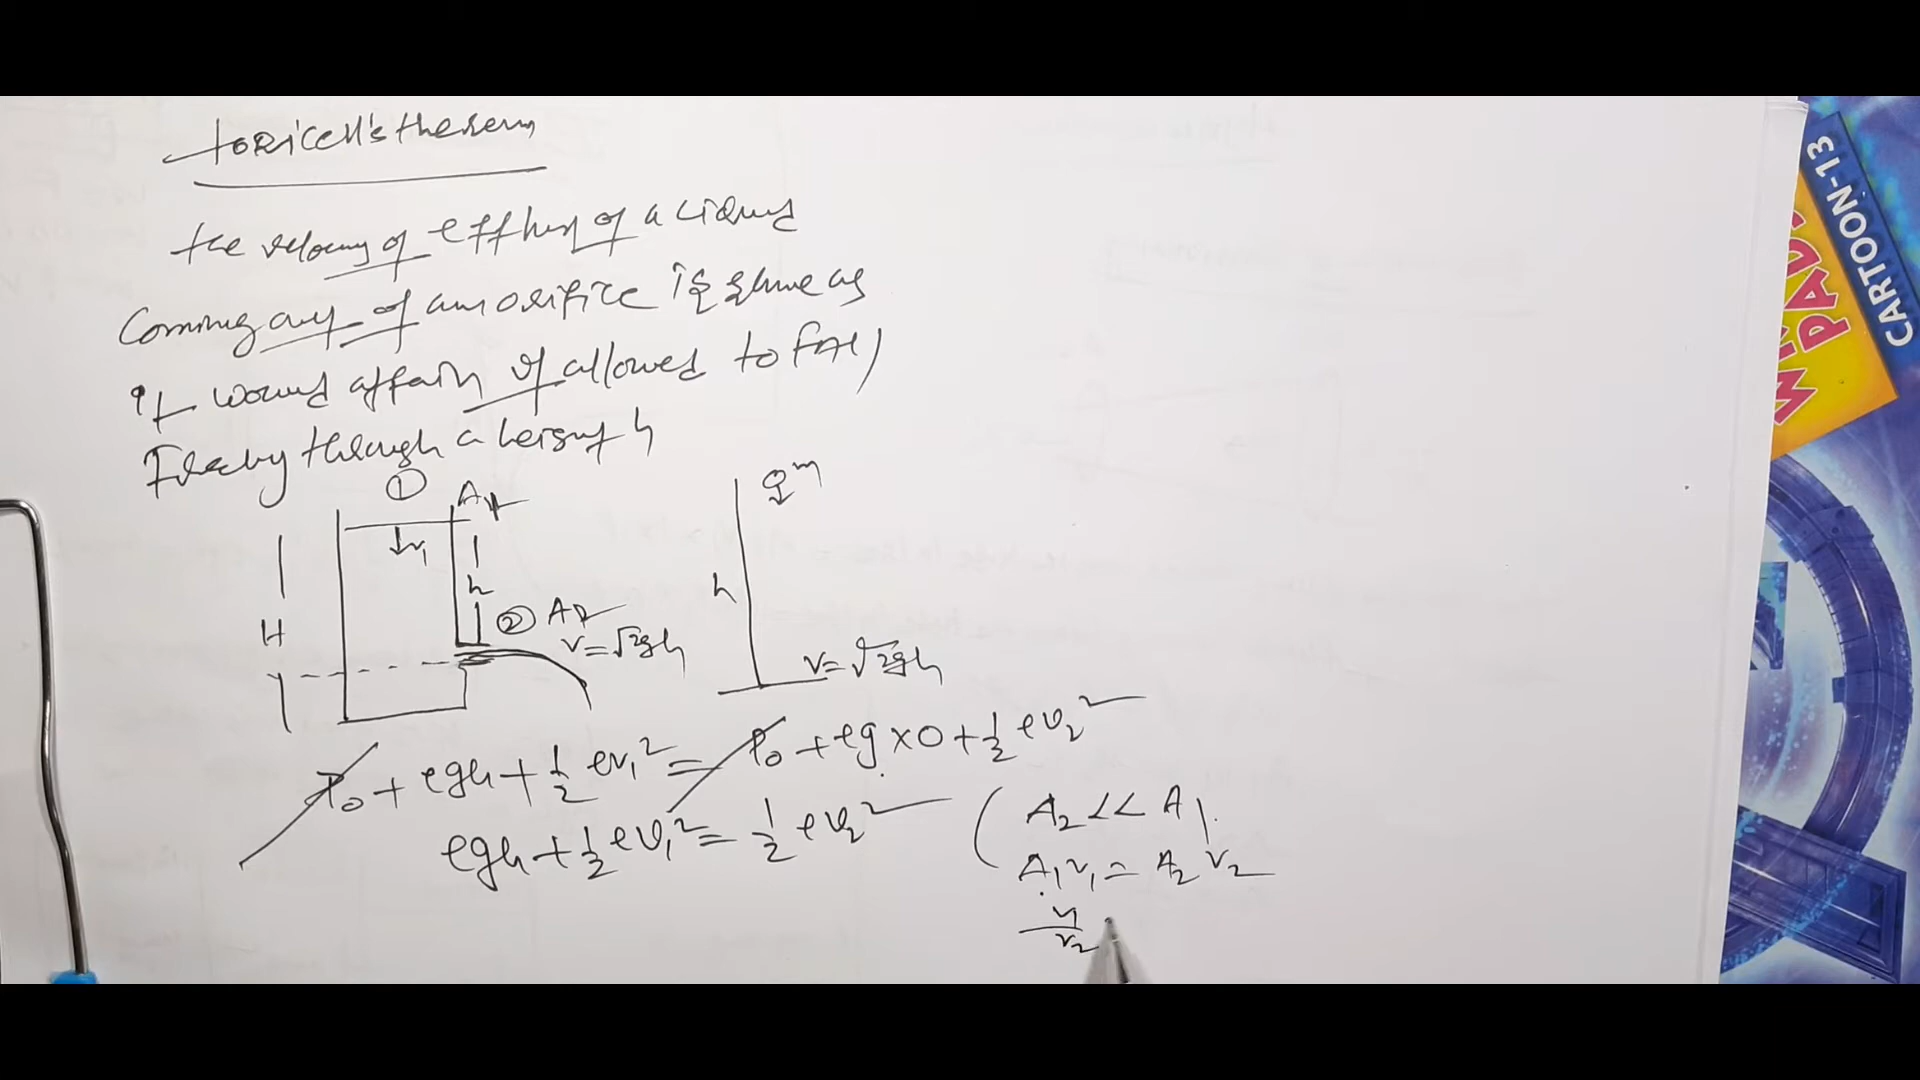 toricell's theorem
the velocity of efflux of a liquid
Coming out of an orifice is same as
it would attain if allowed to fall
Freely through a height h
①
A1
v1
h
H
② A2
v=√2gh
m
h
v=√2gh
P0 + ρgh + 1/2 ρv1² = P0 + ρg×0 + 1/2 ρv2²
ρgh + 1/2 ρv1² = 1/2 ρv2²
( A2 << A1
A1v1 = A2v2
v1/v2
CARTOON-13
PADS